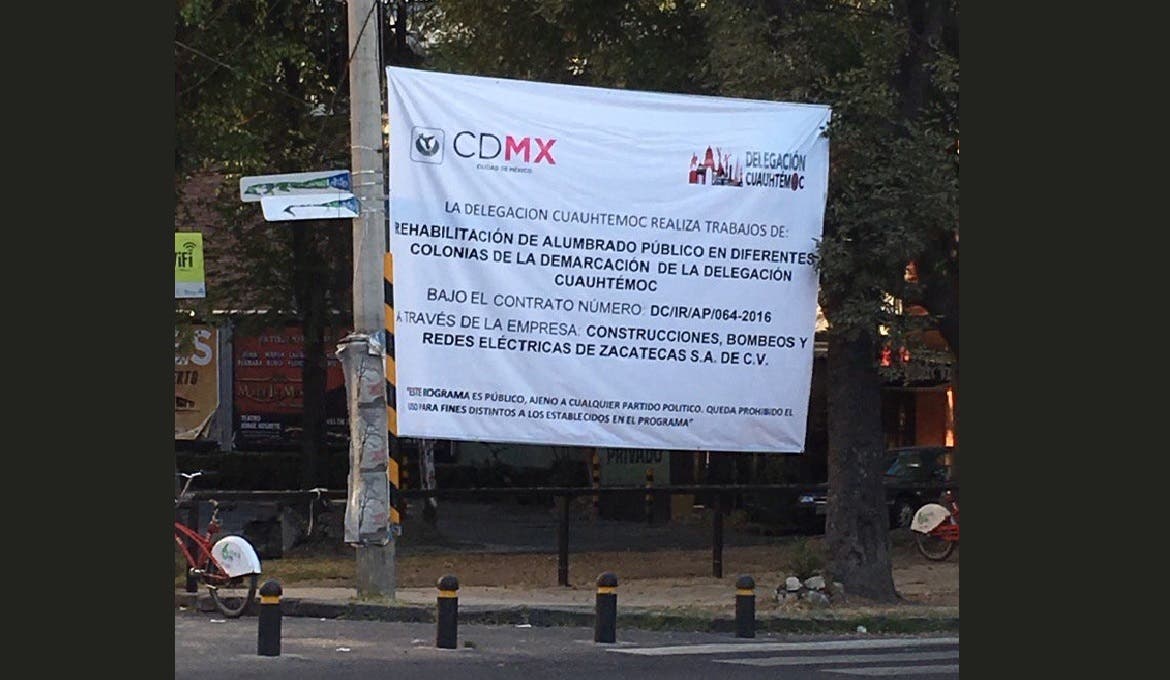 CDMX
CIUDAD DE MÉXICO
DELEGACIÓN
CUAUHTÉMOC
LA DELEGACION CUAUHTEMOC REALIZA TRABAJOS DE:
REHABILITACIÓN DE ALUMBRADO PÚBLICO EN DIFERENTES
COLONIAS DE LA DEMARCACIÓN DE LA DELEGACIÓN
CUAUHTÉMOC
BAJO EL CONTRATO NÚMERO: DC/IR/AP/064-2016
A TRAVÉS DE LA EMPRESA: CONSTRUCCIONES, BOMBEOS Y
REDES ELÉCTRICAS DE ZACATECAS S.A. DE C.V.
"ESTE ROGRAMA ES PÚBLICO, AJENO A CUALQUIER PARTIDO POLITICO. QUEDA PROHIBIDO EL
USO PARA FINES DISTINTOS A LOS ESTABLECIDOS EN EL PROGRAMA"
PRIVADO
TEATRO